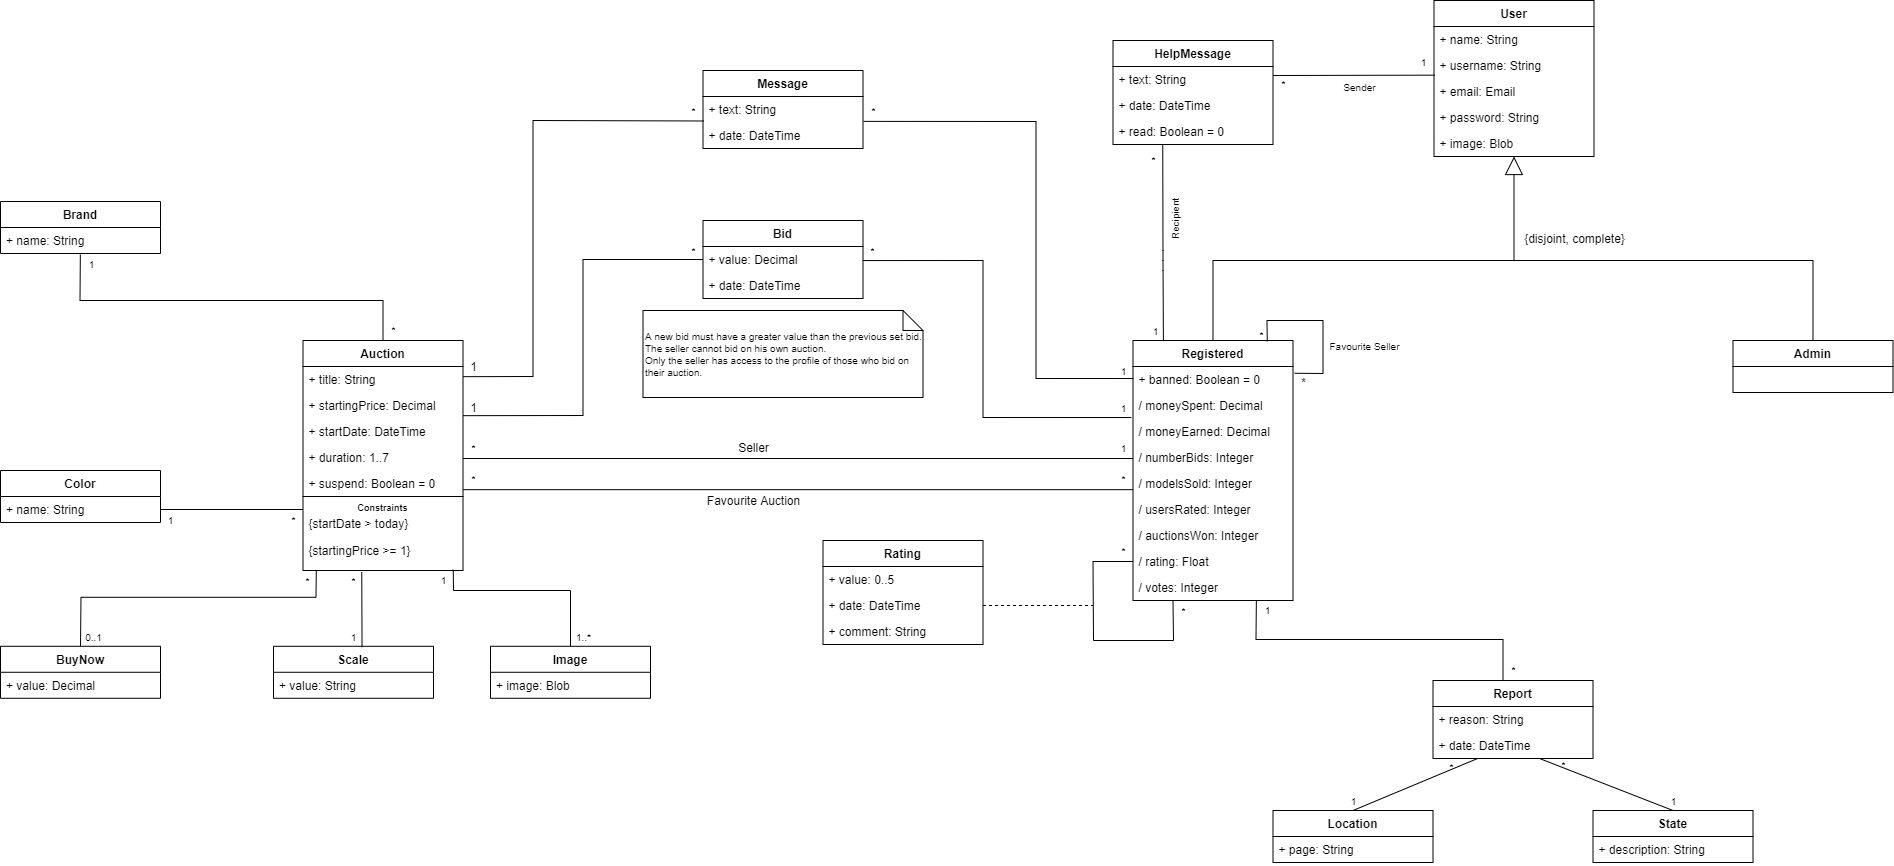 User
+ name: String
+ username: String
+ email: Email
+ password: String
+ image: Blob
1
Sender
*
HelpMessage
+ text: String
+ date: DateTime
+ read: Boolean = 0
*
Recipient
1
Message
+ text: String
+ date: DateTime
*
*
Bid
+ value: Decimal
+ date: DateTime
*
*
A new bid must have a greater value than the previous set bid.
The seller cannot bid on his own auction.
Only the seller has access to the profile of those who bid on
their auction.
{disjoint, complete}
Brand
+ name: String
1
*
Auction
+ title: String
+ startingPrice: Decimal
+ startDate: DateTime
+ duration: 1..7
+ suspend: Boolean = 0
Constraints
{startDate > today}
{startingPrice >= 1}
1
1
*
Seller
1
*
Favourite Auction
*
1
1
Registered
+ banned: Boolean = 0
/ moneySpent: Decimal
/ moneyEarned: Decimal
/ numberBids: Integer
/ modelsSold: Integer
/ usersRated: Integer
/ auctionsWon: Integer
/ rating: Float
/ votes: Integer
*
Favourite Seller
*
Admin
Color
+ name: String
1
*
Rating
+ value: 0..5
+ date: DateTime
+ comment: String
*
*
*
*
1
0..1
1
1..*
BuyNow
+ value: Decimal
Scale
+ value: String
Image
+ image: Blob
1
*
Report
+ reason: String
+ date: DateTime
*
*
1
1
Location
+ page: String
State
+ description: String